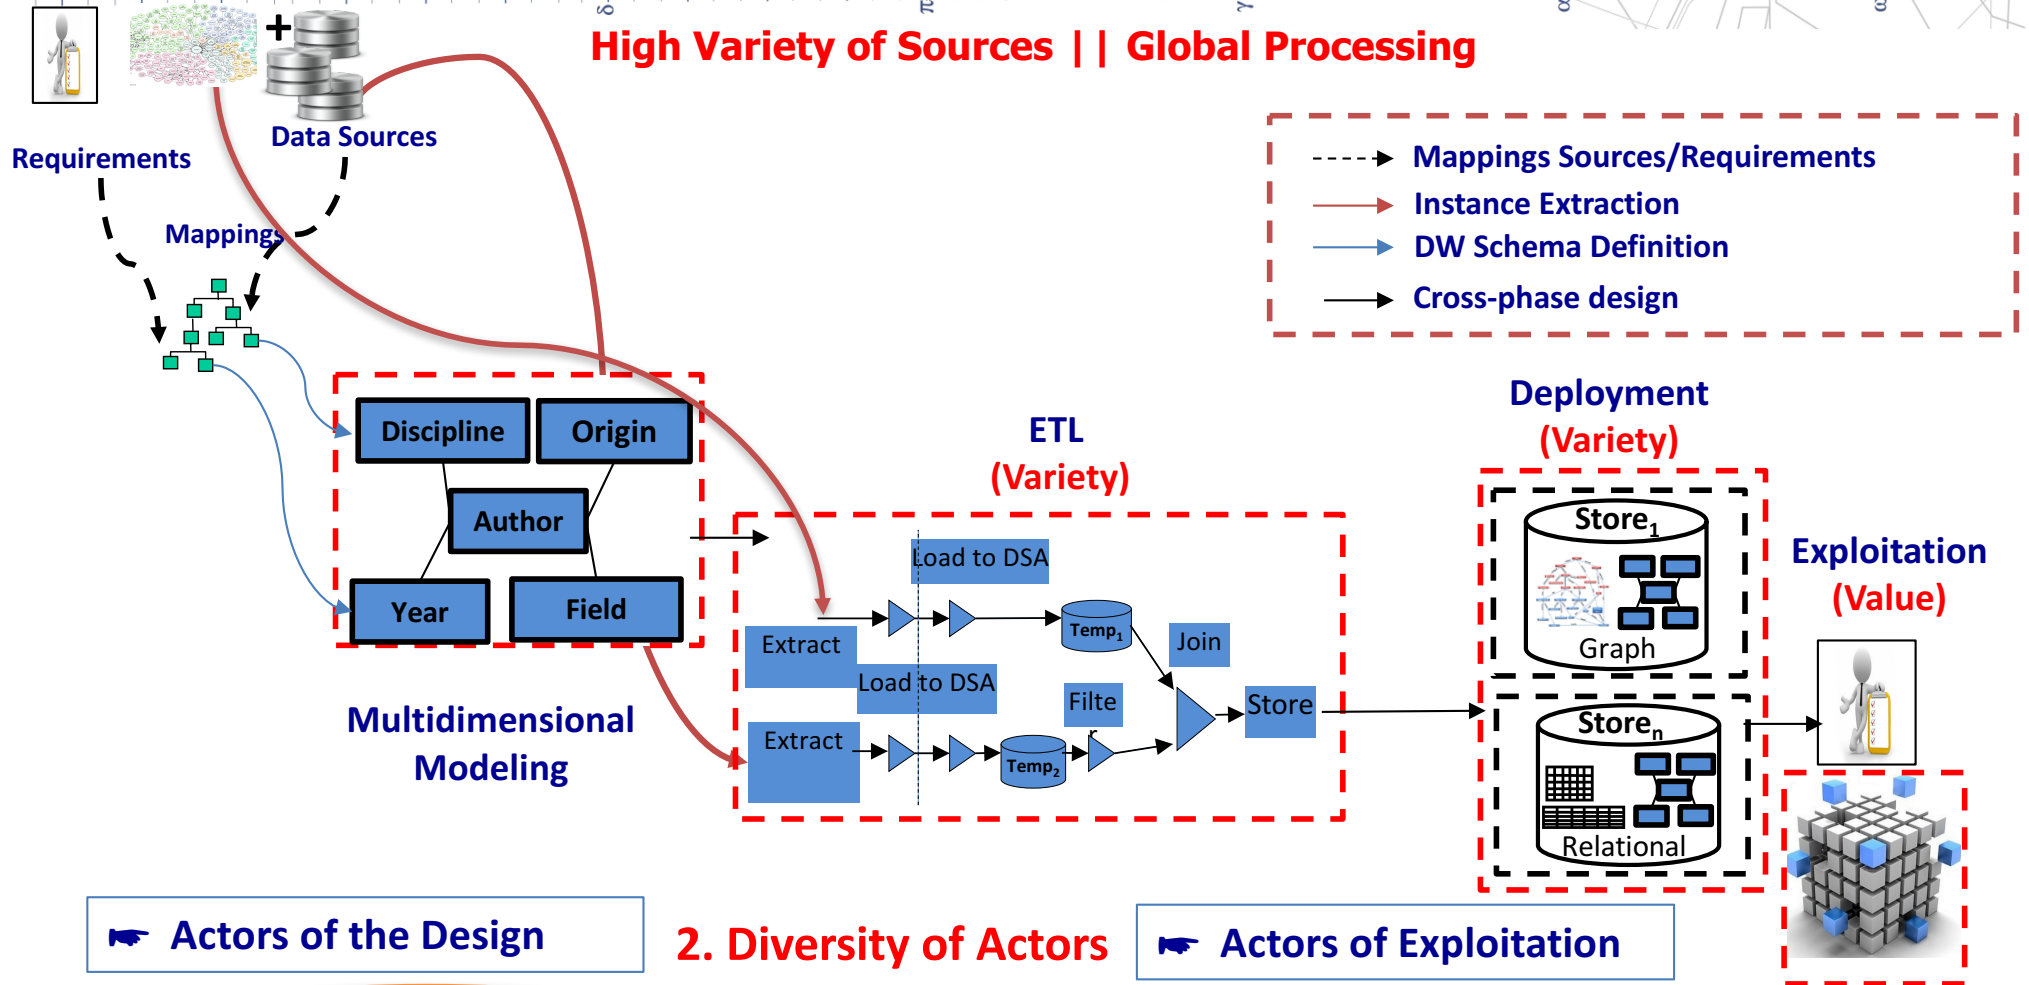 δ π γ α ω
High Variety of Sources || Global Processing
+
Data Sources
Requirements
Mappings
Mappings Sources/Requirements
Instance Extraction
DW Schema Definition
Cross-phase design
Discipline
Origin
Author
Year
Field
Multidimensional
Modeling
ETL
(Variety)
Load to DSA
Extract
Temp1
Join
Load to DSA
Filte
r
Extract
Temp2
Store
Deployment
(Variety)
Store1
Graph
Storen
Relational
Exploitation
(Value)
☛ Actors of the Design
2. Diversity of Actors
☛ Actors of Exploitation